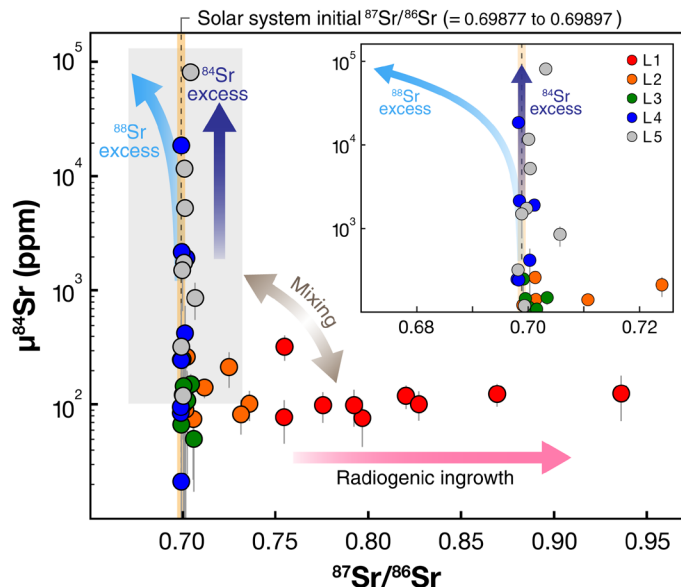 Solar system initial ⁸⁷Sr/⁸⁶Sr (= 0.69877 to 0.69897)
10⁵
10⁴
10³
10²
μ⁸⁴Sr (ppm)
⁸⁸Sr
excess
⁸⁴Sr
excess
Mixing
Radiogenic ingrowth
10⁵
10⁴
10³
⁸⁸Sr
excess
⁸⁴Sr
excess
L1
L2
L3
L4
L5
0.68 0.70 0.72
0.70 0.75 0.80 0.85 0.90 0.95
⁸⁷Sr/⁸⁶Sr